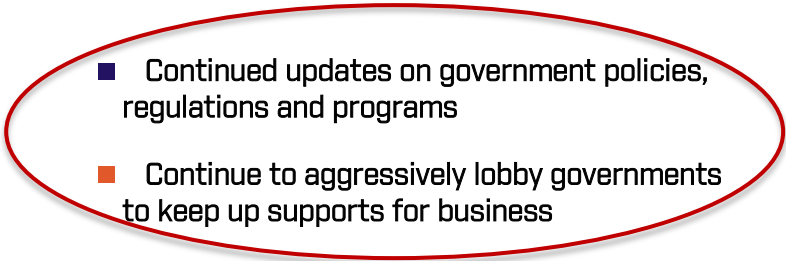 Continued updates on government policies,
regulations and programs
Continue to aggressively lobby governments
to keep up supports for business